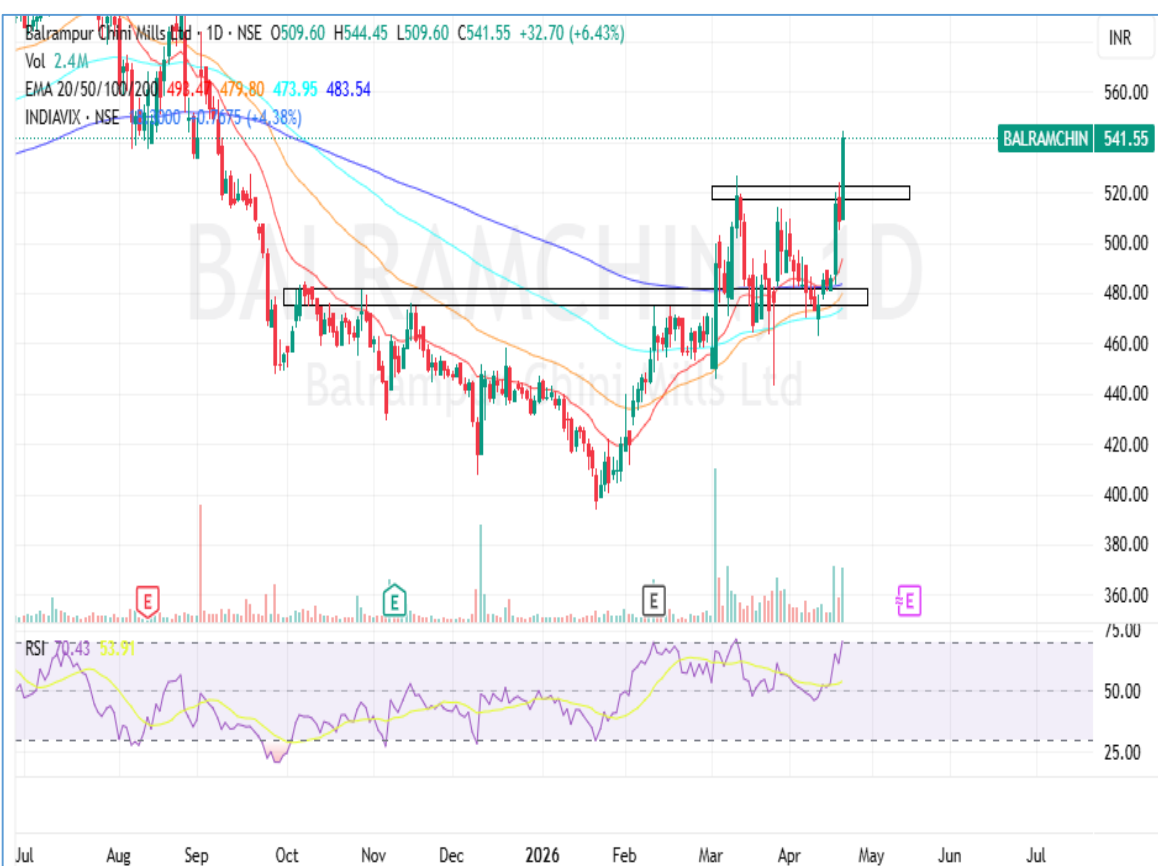 Balrampur Chini Mills Ltd · 1D · NSE O509.60 H544.45 L509.60 C541.55 +32.70 (+6.43%)
INR
Vol 2.4M
EMA 20/50/100/200 493.47 479.80 473.95 483.54
INDIAVIX · NSE (+4.38%)
560.00
BALRAMCHIN 541.55
520.00
500.00
BALRAMCHIN, 1D
480.00
460.00
Balrampur Chini Mills Ltd
440.00
420.00
400.00
380.00
360.00
E E E E
75.00
RSI 70.43 53.91
50.00
25.00
Jul Aug Sep Oct Nov Dec 2026 Feb Mar Apr May Jun Jul